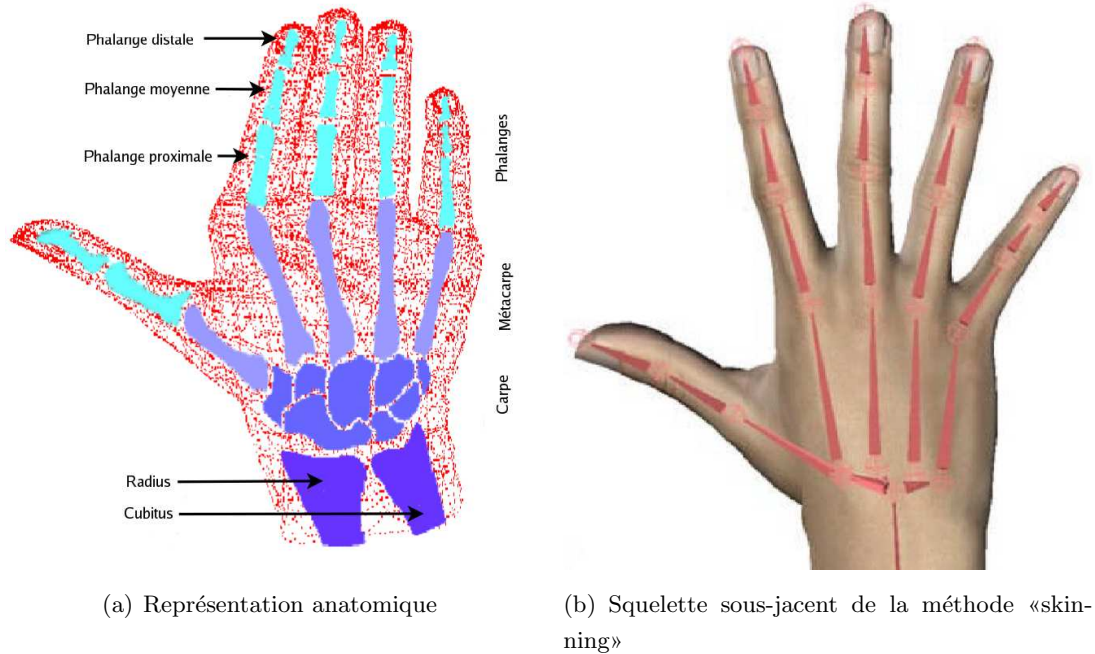 Phalange distale
Phalange moyenne
Phalange proximale
Phalanges
Métacarpe
Carpe
Radius
Cubitus
(a) Représentation anatomique
(b) Squelette sous-jacent de la méthode «skin-
ning»